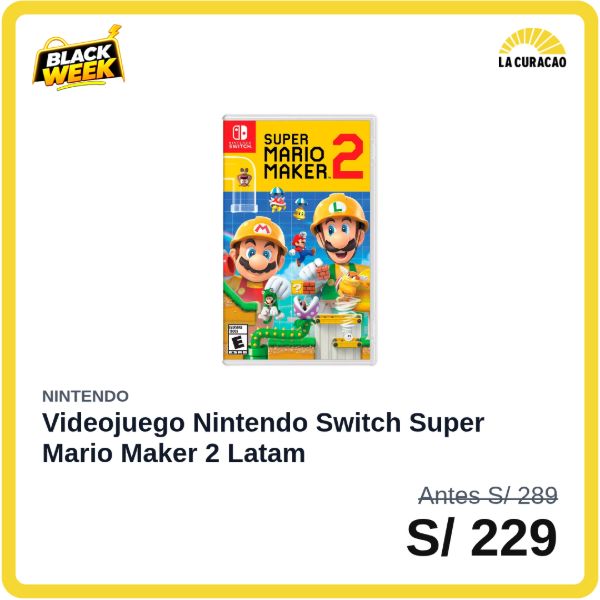 BLACK
WEEK
LA CURACAO
NINTENDO
SWITCH
SUPER
MARIO
MAKER 2
M
L
E
NINTENDO
Videojuego Nintendo Switch Super
Mario Maker 2 Latam
Antes S/ 289
S/ 229